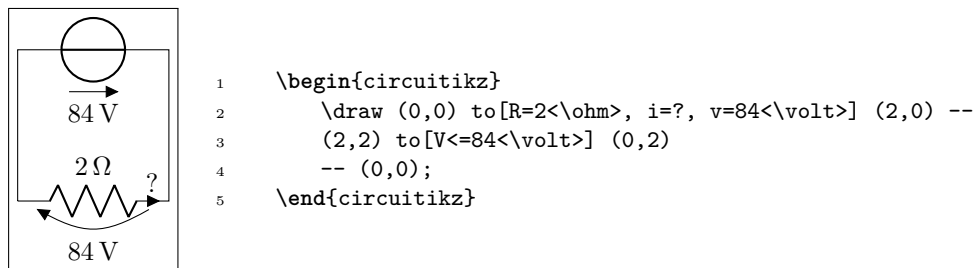 84 V
2 Ω
?
84 V
1 \begin{circuitikz}
2 \draw (0,0) to[R=2<\ohm>, i=?, v=84<\volt>] (2,0) --
3 (2,2) to[V<=84<\volt>] (0,2)
4 -- (0,0);
5 \end{circuitikz}